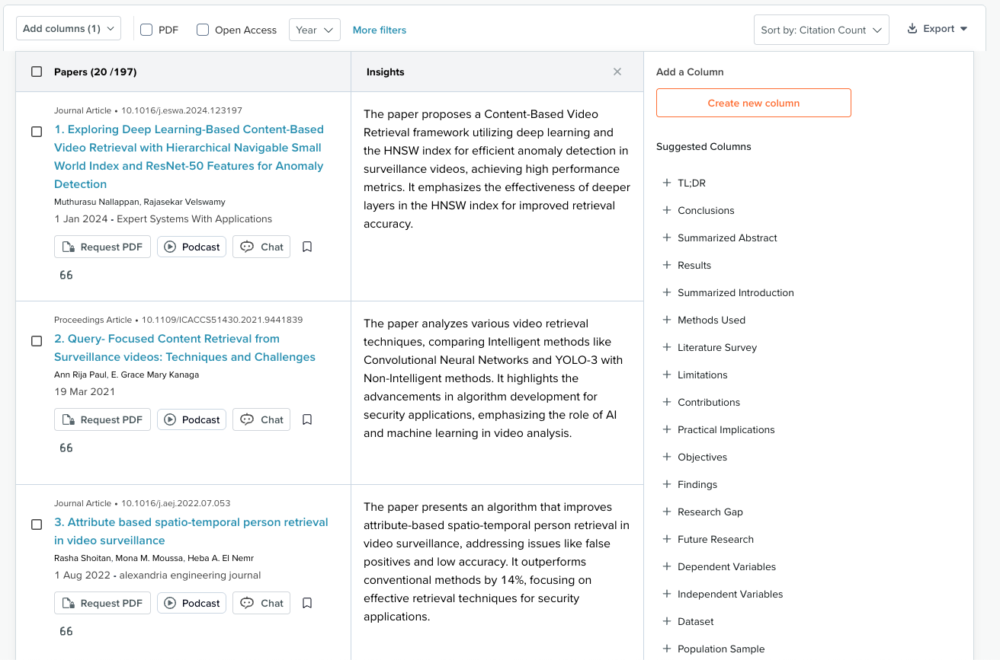 Add columns (1)
PDF
Open Access
Year
More filters
Sort by: Citation Count
Export
Papers (20 /197)
Insights
Journal Article • 10.1016/j.eswa.2024.123197
1. Exploring Deep Learning-Based Content-Based
Video Retrieval with Hierarchical Navigable Small
World Index and ResNet-50 Features for Anomaly
Detection
Muthurasu Nallappan, Rajasekar Velswamy
1 Jan 2024 - Expert Systems With Applications
Request PDF
Podcast
Chat
The paper proposes a Content-Based Video
Retrieval framework utilizing deep learning and
the HNSW index for efficient anomaly detection in
surveillance videos, achieving high performance
metrics. It emphasizes the effectiveness of deeper
layers in the HNSW index for improved retrieval
accuracy.
Proceedings Article • 10.1109/ICACCS51430.2021.9441839
2. Query- Focused Content Retrieval from
Surveillance videos: Techniques and Challenges
Ann Rija Paul, E. Grace Mary Kanaga
19 Mar 2021
Request PDF
Podcast
Chat
The paper analyzes various video retrieval
techniques, comparing Intelligent methods like
Convolutional Neural Networks and YOLO-3 with
Non-Intelligent methods. It highlights the
advancements in algorithm development for
security applications, emphasizing the role of AI
and machine learning in video analysis.
Journal Article • 10.1016/j.aej.2022.07.053
3. Attribute based spatio-temporal person retrieval
in video surveillance
Rasha Shoitan, Mona M. Moussa, Heba A. El Nemr
1 Aug 2022 - alexandria engineering journal
Request PDF
Podcast
Chat
The paper presents an algorithm that improves
attribute-based spatio-temporal person retrieval in
video surveillance, addressing issues like false
positives and low accuracy. It outperforms
conventional methods by 14%, focusing on
effective retrieval techniques for security
applications.
Add a Column
Create new column
Suggested Columns
TL;DR
Conclusions
Summarized Abstract
Results
Summarized Introduction
Methods Used
Literature Survey
Limitations
Contributions
Practical Implications
Objectives
Findings
Research Gap
Future Research
Dependent Variables
Independent Variables
Dataset
Population Sample